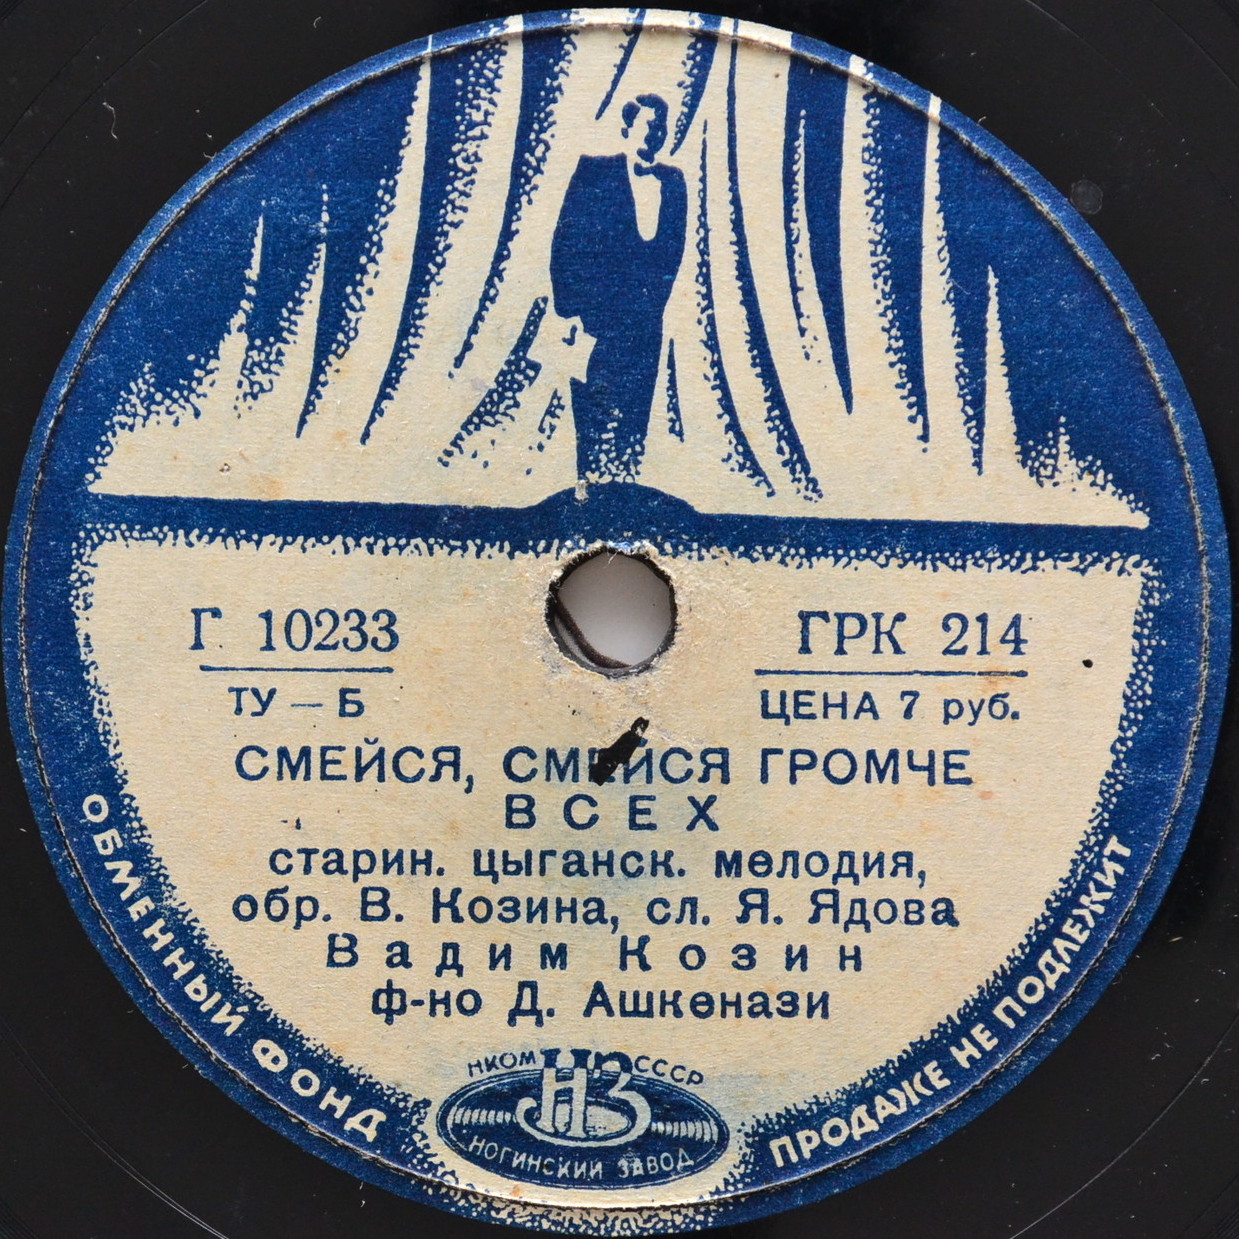 Г 10233
ГРК 214
ТУ — Б
ЦЕНА 7 руб.
СМЕЙСЯ, СМЕЙСЯ ГРОМЧЕ
ВСЕХ
старин. цыганск. мелодия,
обр. В. Козина, сл. Я. Ядова
Вадим Козин
ф-но Д. Ашкенази
ОБМЕННЫЙ ФОНД
ПРОДАЖЕ НЕ ПОДЛЕЖИТ
НКОМ СССР
НЗ
НОГИНСКИЙ ЗАВОД